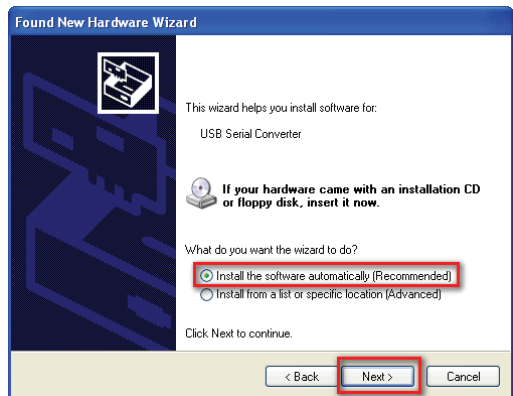 Found New Hardware Wizard
This wizard helps you install software for:
USB Serial Converter
If your hardware came with an installation CD
or floppy disk, insert it now.
What do you want the wizard to do?
Install the software automatically (Recommended)
Install from a list or specific location (Advanced)
Click Next to continue.
< Back Next > Cancel